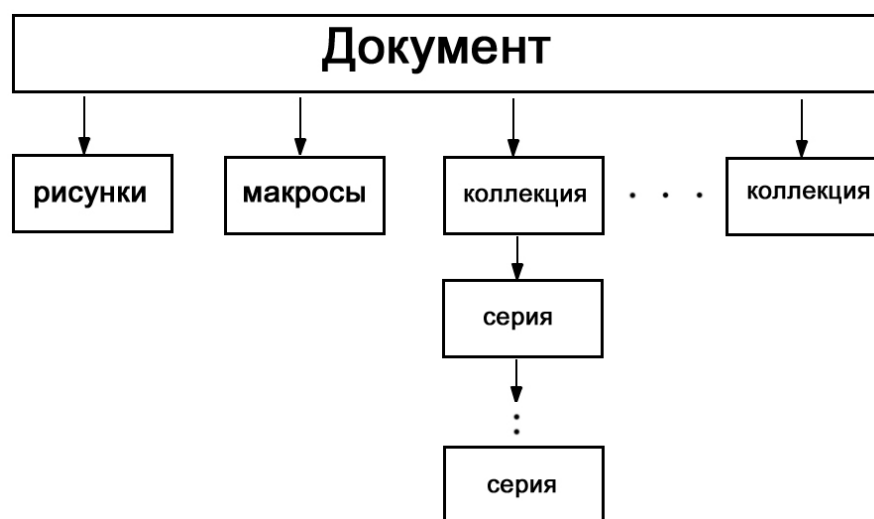 Документ
рисунки
макросы
коллекция
. . .
коллекция
серия
серия